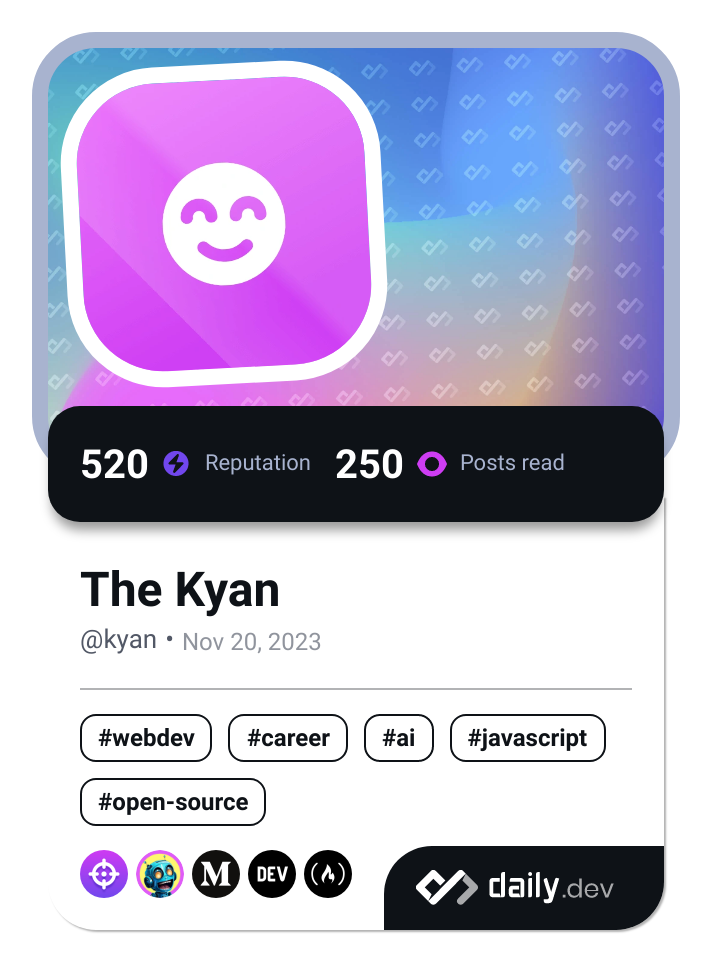 520 Reputation 250 Posts read
The Kyan
@kyan • Nov 20, 2023
#webdev #career #ai #javascript
#open-source
M DEV
daily.dev